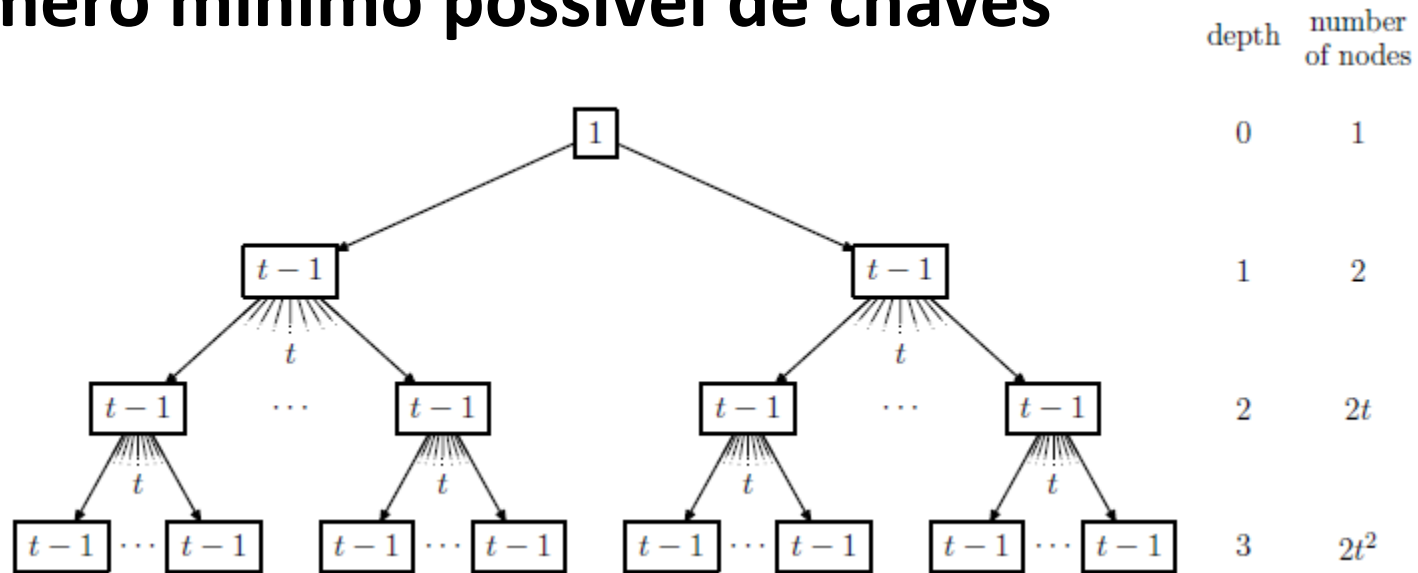 mínimo possível de chaves
depth number of nodes
1 0 1
t − 1 t − 1 1 2
t t
t − 1 ··· t − 1 t − 1 ··· t − 1 2 2t
t t t t
t − 1 ··· t − 1 t − 1 ··· t − 1 t − 1 ··· t − 1 t − 1 ··· t − 1 3 2t²